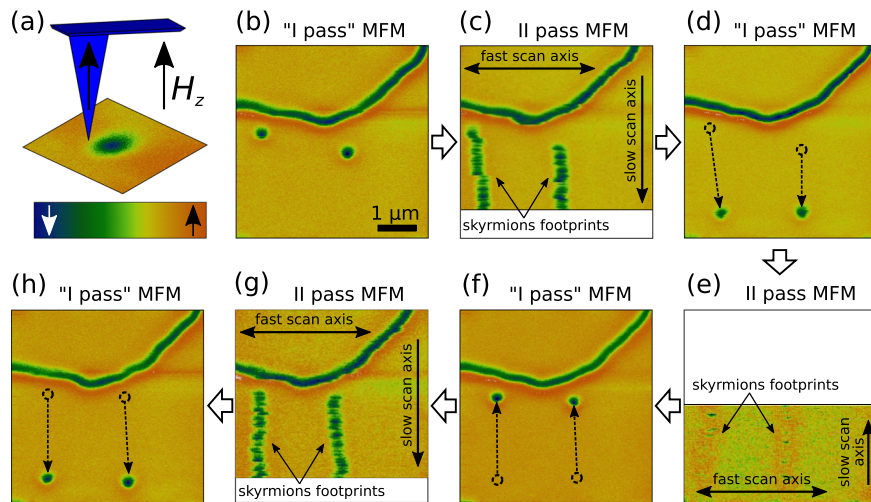 (a)
H_z
(b)
"I pass" MFM
1 μm
(c)
II pass MFM
fast scan axis
slow scan axis
skyrmions footprints
(d)
"I pass" MFM
(h)
"I pass" MFM
(g)
II pass MFM
fast scan axis
slow scan axis
skyrmions footprints
(f)
"I pass" MFM
(e)
II pass MFM
skyrmions footprints
slow scan
axis
fast scan axis